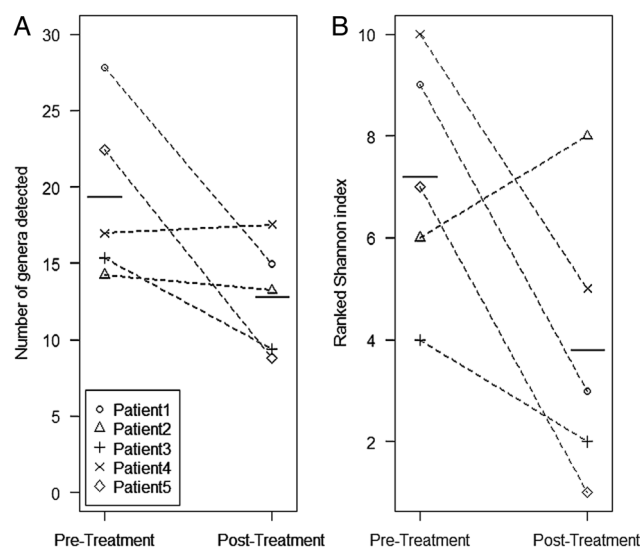 A
Number of genera detected
30
25
20
15
10
5
0
Patient1
Patient2
Patient3
Patient4
Patient5
Pre-Treatment
Post-Treatment
B
Ranked Shannon index
10
8
6
4
2
Pre-Treatment
Post-Treatment